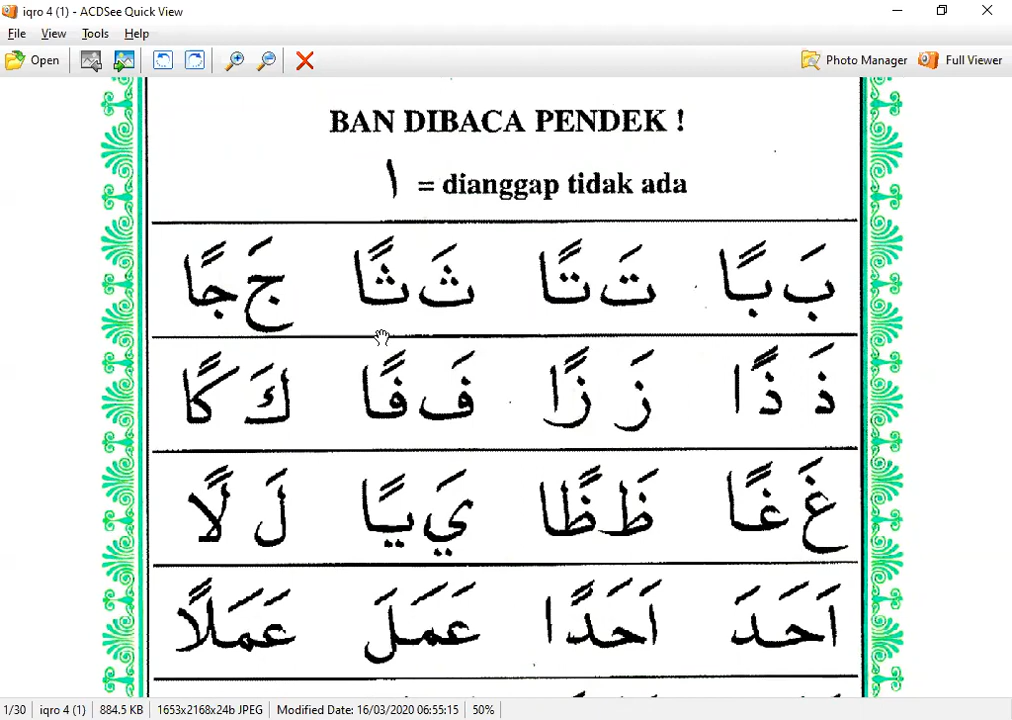 iqro 4 (1) - ACDSee Quick View
File View Tools Help
Open Photo Manager Full Viewer
BAN DIBACA PENDEK !
ا = dianggap tidak ada
بَ بًا تَ تًا ثَ ثًا جَ جًا
ذَ ذًا زَ زًا فَ فًا كَ كًا
غَ غًا ظَ ظًا يَ يًا لَ لًا
اَحَدَ اَحَدًا عَمَلَ عَمَلًا
1/30 iqro 4 (1) 884.5 KB 1653x2168x24b JPEG Modified Date: 16/03/2020 06:55:15 50%